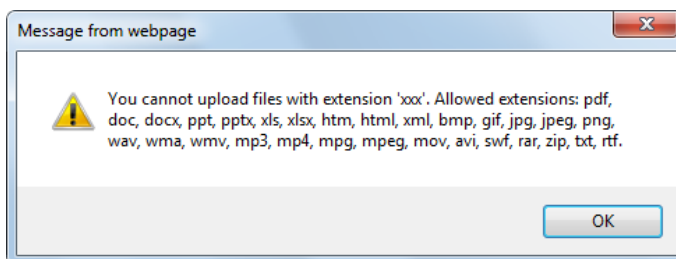 Message from webpage
You cannot upload files with extension 'xxx'. Allowed extensions: pdf,
doc, docx, ppt, pptx, xls, xlsx, htm, html, xml, bmp, gif, jpg, jpeg, png,
wav, wma, wmv, mp3, mp4, mpg, mpeg, mov, avi, swf, rar, zip, txt, rtf.
OK